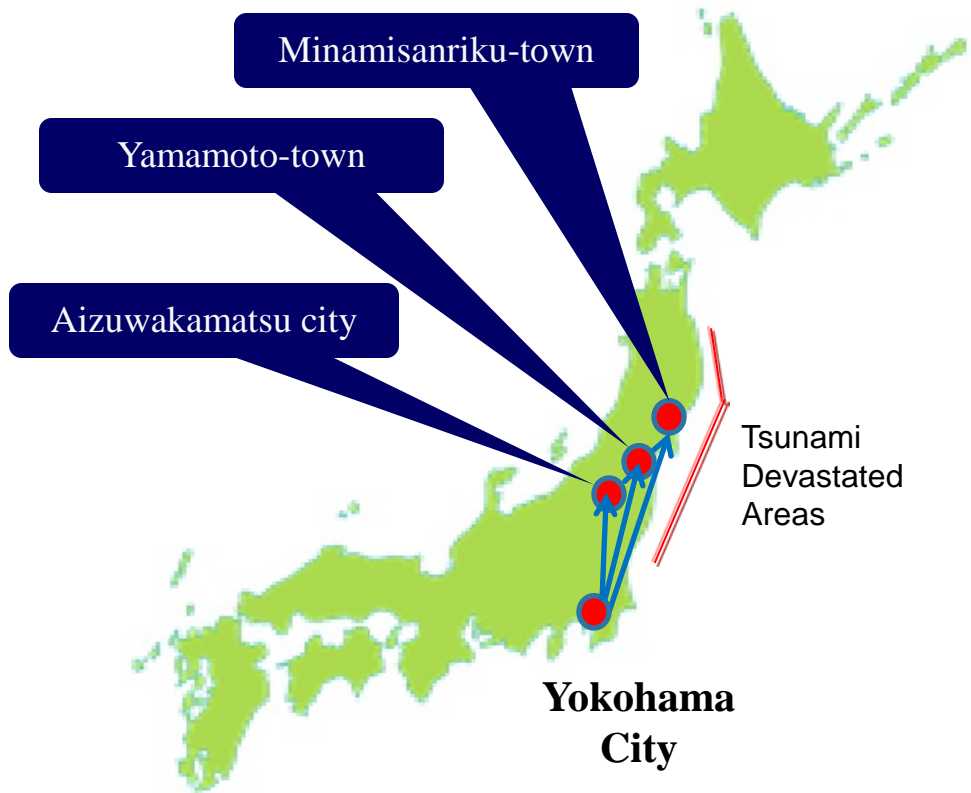 Minamisanriku-town
Yamamoto-town
Aizuwakamatsu city
Tsunami
Devastated
Areas
Yokohama
City